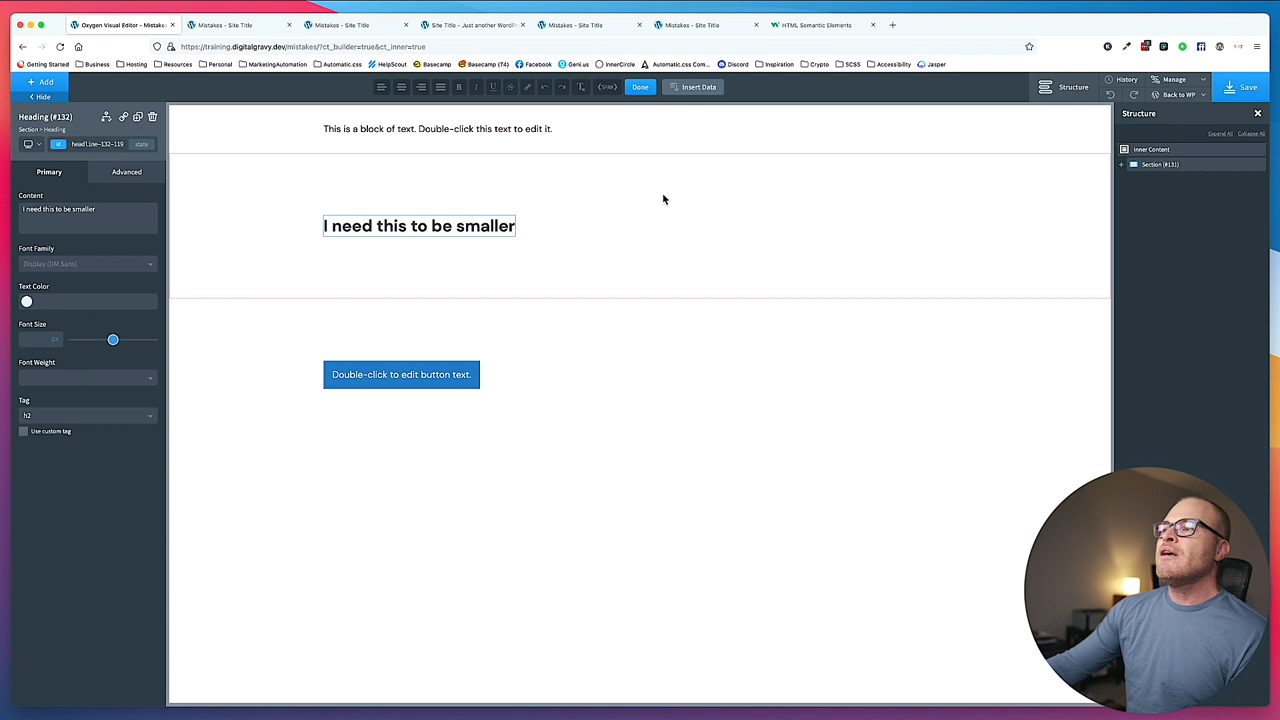 Oxygen Visual Editor - Mistake
Mistakes - Site Title
Mistakes - Site Title
Site Title - Just another WordPr
Mistakes - Site Title
Mistakes - Site Title
HTML Semantic Elements
https://training.digitalgravy.dev/mistakes/?ct_builder=true&ct_inner=true
Getting Started
Business
Hosting
Resources
Personal
MarketingAutomation
Automatic.css
HelpScout
Basecamp
Basecamp (T4)
Facebook
Geni.us
InnerCircle
Automatic.css Com...
Discord
Inspiration
Crypto
SCSS
Accessibility
Jasper
+ Add
Hide
B
I
U
S
(SPAN)
Done
Insert Data
Structure
History
Manage
Back to WP
Save
Heading (#132)
Section > Heading
id
headline-132-119
state
Primary
Advanced
Content
I need this to be smaller
Font Family
Display (DM Sans)
Text Color
Font Size
px
Font Weight
Tag
h2
Use custom tag
This is a block of text. Double-click this text to edit it.
I need this to be smaller
Double-click to edit button text.
Structure
Expand All
Collapse All
Inner Content
+ Section (#131)